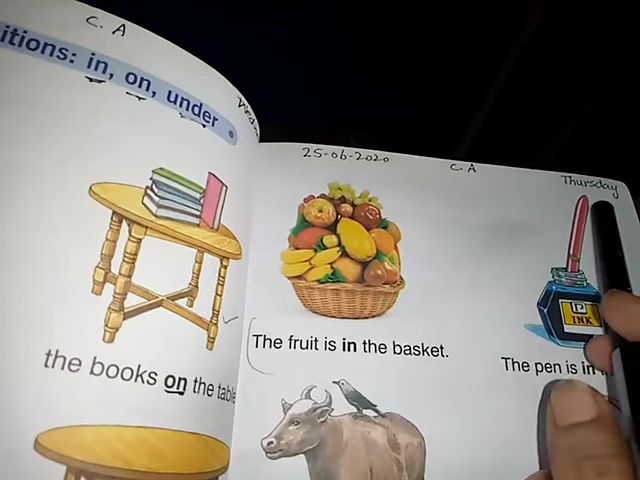 C. A
itions: in, on, under
the books on the table
25-06-2020 C. A Thursday
INK
The fruit is in the basket.
The pen is in